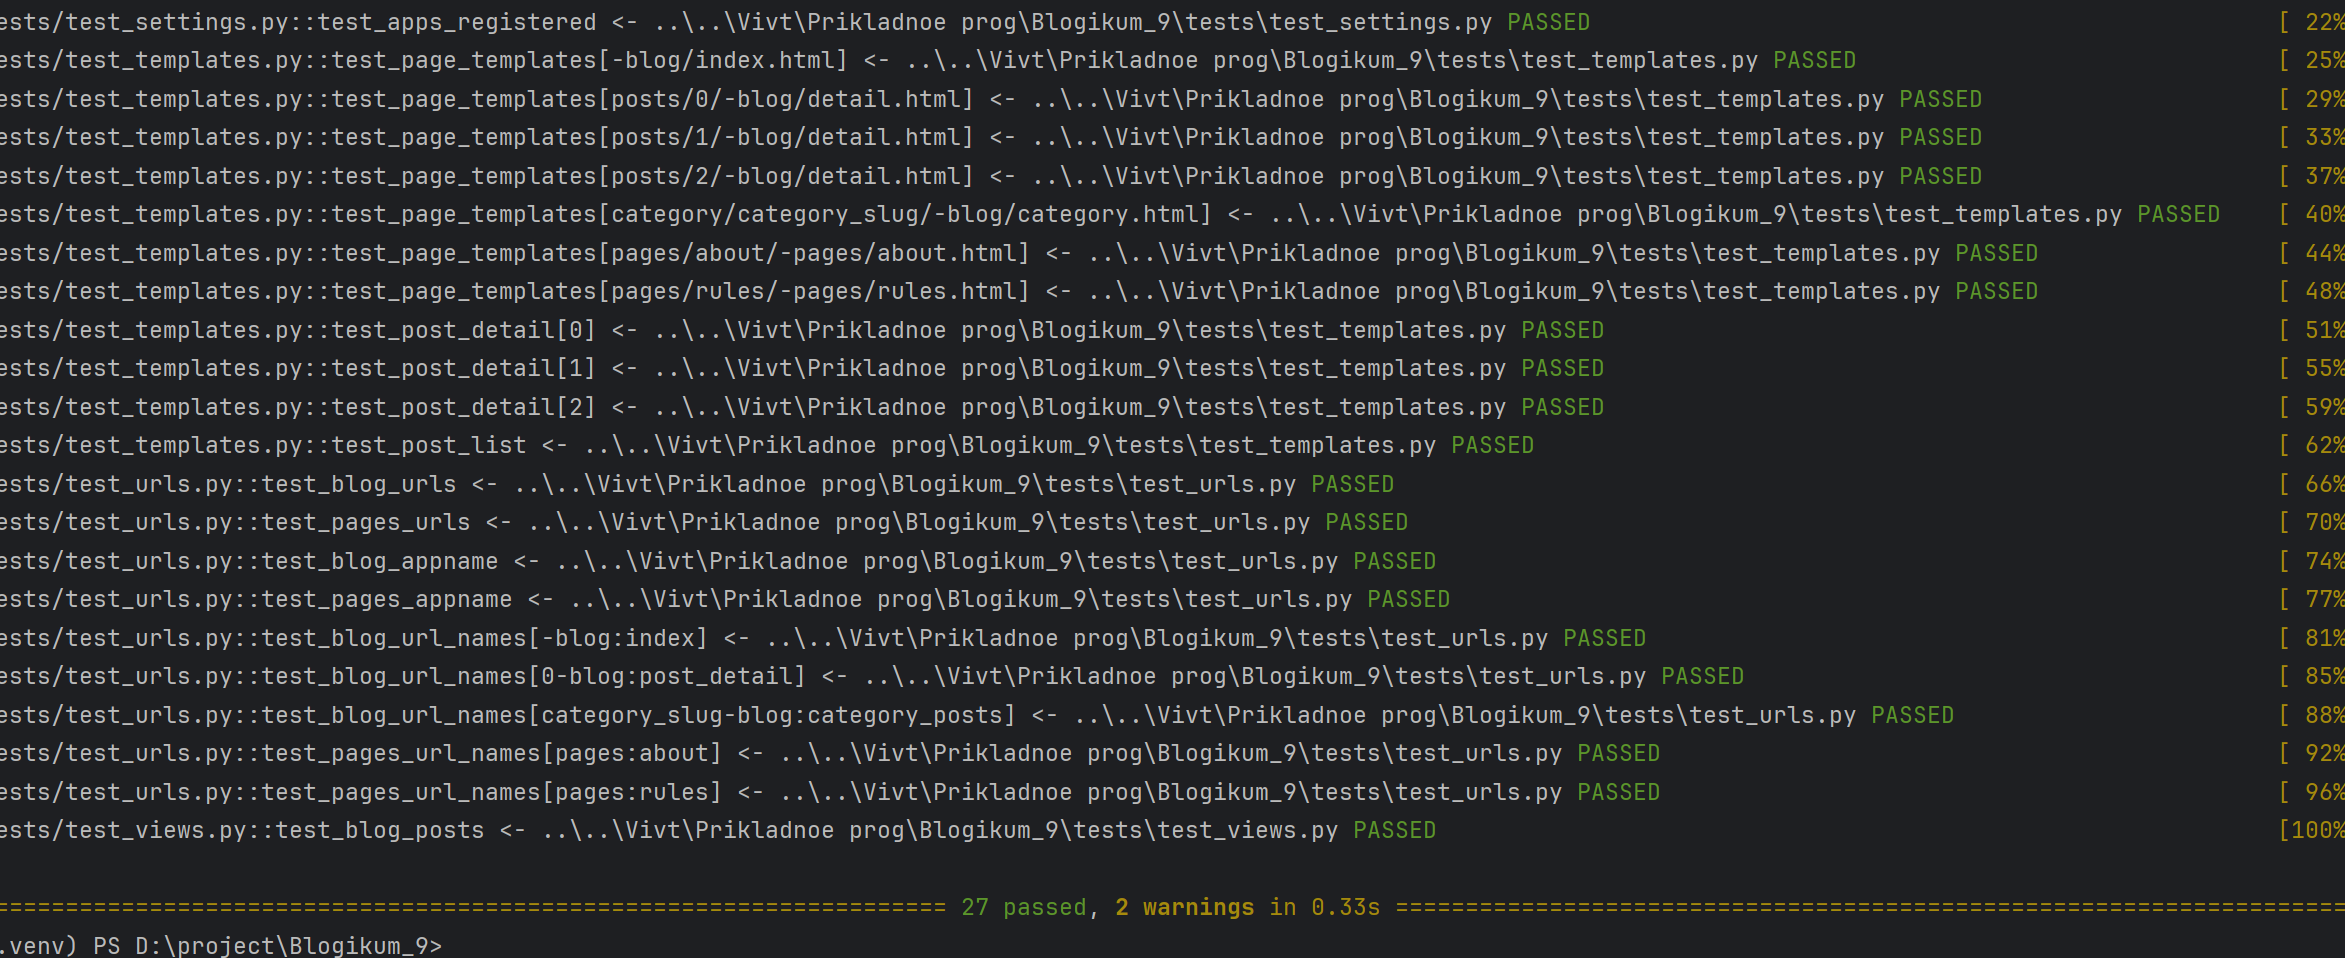 ests/test_settings.py::test_apps_registered <- ..\..\Vivt\Prikladnoe prog\Blogikum_9\tests\test_settings.py PASSED [ 22%
ests/test_templates.py::test_page_templates[-blog/index.html] <- ..\..\Vivt\Prikladnoe prog\Blogikum_9\tests\test_templates.py PASSED [ 25%
ests/test_templates.py::test_page_templates[posts/0/-blog/detail.html] <- ..\..\Vivt\Prikladnoe prog\Blogikum_9\tests\test_templates.py PASSED [ 29%
ests/test_templates.py::test_page_templates[posts/1/-blog/detail.html] <- ..\..\Vivt\Prikladnoe prog\Blogikum_9\tests\test_templates.py PASSED [ 33%
ests/test_templates.py::test_page_templates[posts/2/-blog/detail.html] <- ..\..\Vivt\Prikladnoe prog\Blogikum_9\tests\test_templates.py PASSED [ 37%
ests/test_templates.py::test_page_templates[category/category_slug/-blog/category.html] <- ..\..\Vivt\Prikladnoe prog\Blogikum_9\tests\test_templates.py PASSED [ 40%
ests/test_templates.py::test_page_templates[pages/about/-pages/about.html] <- ..\..\Vivt\Prikladnoe prog\Blogikum_9\tests\test_templates.py PASSED [ 44%
ests/test_templates.py::test_page_templates[pages/rules/-pages/rules.html] <- ..\..\Vivt\Prikladnoe prog\Blogikum_9\tests\test_templates.py PASSED [ 48%
ests/test_templates.py::test_post_detail[0] <- ..\..\Vivt\Prikladnoe prog\Blogikum_9\tests\test_templates.py PASSED [ 51%
ests/test_templates.py::test_post_detail[1] <- ..\..\Vivt\Prikladnoe prog\Blogikum_9\tests\test_templates.py PASSED [ 55%
ests/test_templates.py::test_post_detail[2] <- ..\..\Vivt\Prikladnoe prog\Blogikum_9\tests\test_templates.py PASSED [ 59%
ests/test_templates.py::test_post_list <- ..\..\Vivt\Prikladnoe prog\Blogikum_9\tests\test_templates.py PASSED [ 62%
ests/test_urls.py::test_blog_urls <- ..\..\Vivt\Prikladnoe prog\Blogikum_9\tests\test_urls.py PASSED [ 66%
ests/test_urls.py::test_pages_urls <- ..\..\Vivt\Prikladnoe prog\Blogikum_9\tests\test_urls.py PASSED [ 70%
ests/test_urls.py::test_blog_appname <- ..\..\Vivt\Prikladnoe prog\Blogikum_9\tests\test_urls.py PASSED [ 74%
ests/test_urls.py::test_pages_appname <- ..\..\Vivt\Prikladnoe prog\Blogikum_9\tests\test_urls.py PASSED [ 77%
ests/test_urls.py::test_blog_url_names[-blog:index] <- ..\..\Vivt\Prikladnoe prog\Blogikum_9\tests\test_urls.py PASSED [ 81%
ests/test_urls.py::test_blog_url_names[0-blog:post_detail] <- ..\..\Vivt\Prikladnoe prog\Blogikum_9\tests\test_urls.py PASSED [ 85%
ests/test_urls.py::test_blog_url_names[category_slug-blog:category_posts] <- ..\..\Vivt\Prikladnoe prog\Blogikum_9\tests\test_urls.py PASSED [ 88%
ests/test_urls.py::test_pages_url_names[pages:about] <- ..\..\Vivt\Prikladnoe prog\Blogikum_9\tests\test_urls.py PASSED [ 92%
ests/test_urls.py::test_pages_url_names[pages:rules] <- ..\..\Vivt\Prikladnoe prog\Blogikum_9\tests\test_urls.py PASSED [ 96%
ests/test_views.py::test_blog_posts <- ..\..\Vivt\Prikladnoe prog\Blogikum_9\tests\test_views.py PASSED [100%
==================================================================== 27 passed, 2 warnings in 0.33s ====================================================================
.venv) PS D:\project\Blogikum_9>